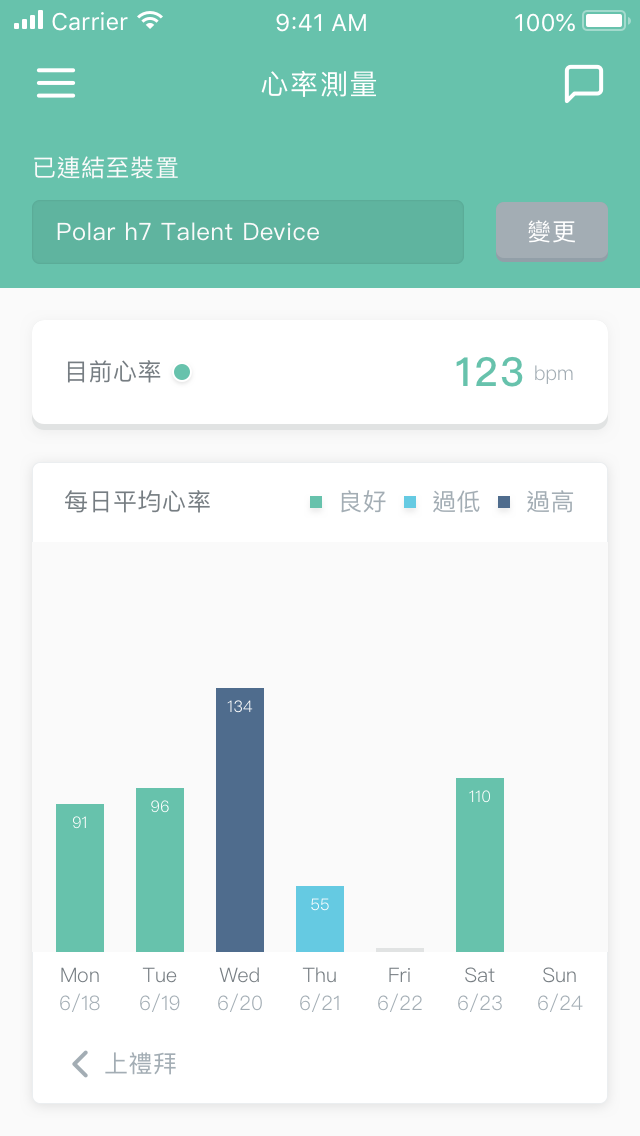 Carrier 9:41 AM 100%
心率測量
已連結至裝置
Polar h7 Talent Device 變更
目前心率 123 bpm
每日平均心率 良好 過低 過高
134
110
96
91
55
Mon Tue Wed Thu Fri Sat Sun
6/18 6/19 6/20 6/21 6/22 6/23 6/24
上禮拜